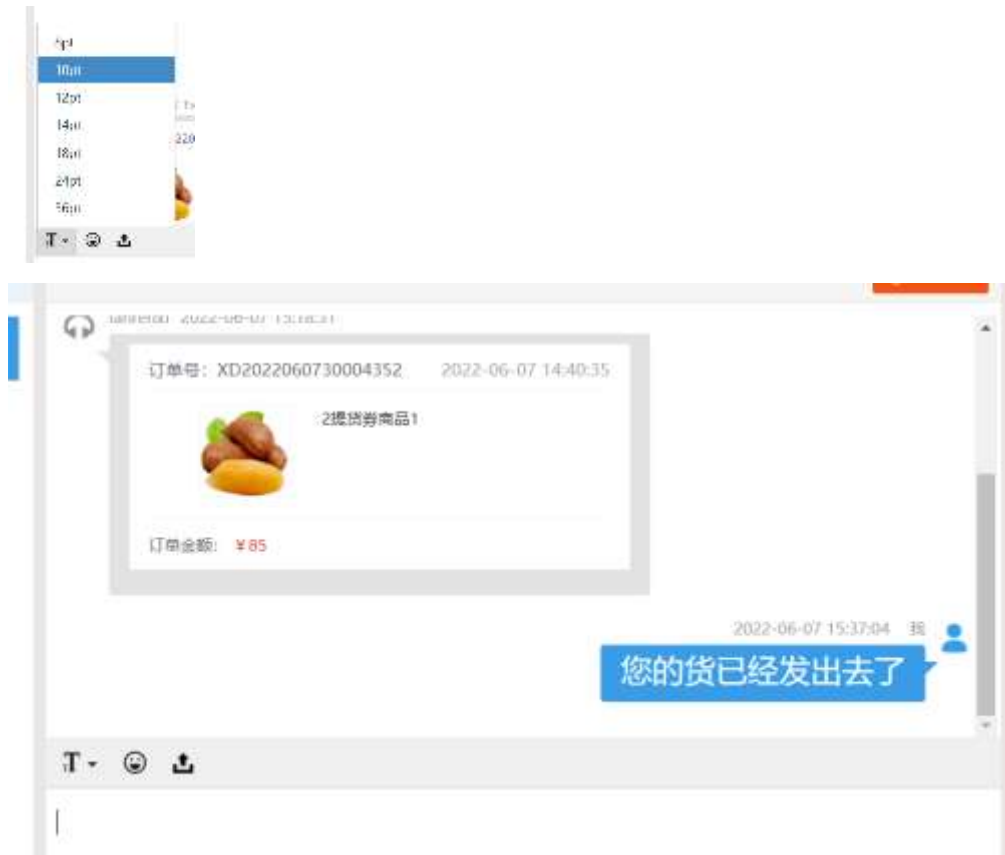 10pt
12pt
14pt
18pt
24pt
36pt
订单号：XD2022060730004352 2022-06-07 14:40:35
2提货券商品1
订单金额: ￥85
2022-06-07 15:37:04 我
您的货已经发出去了